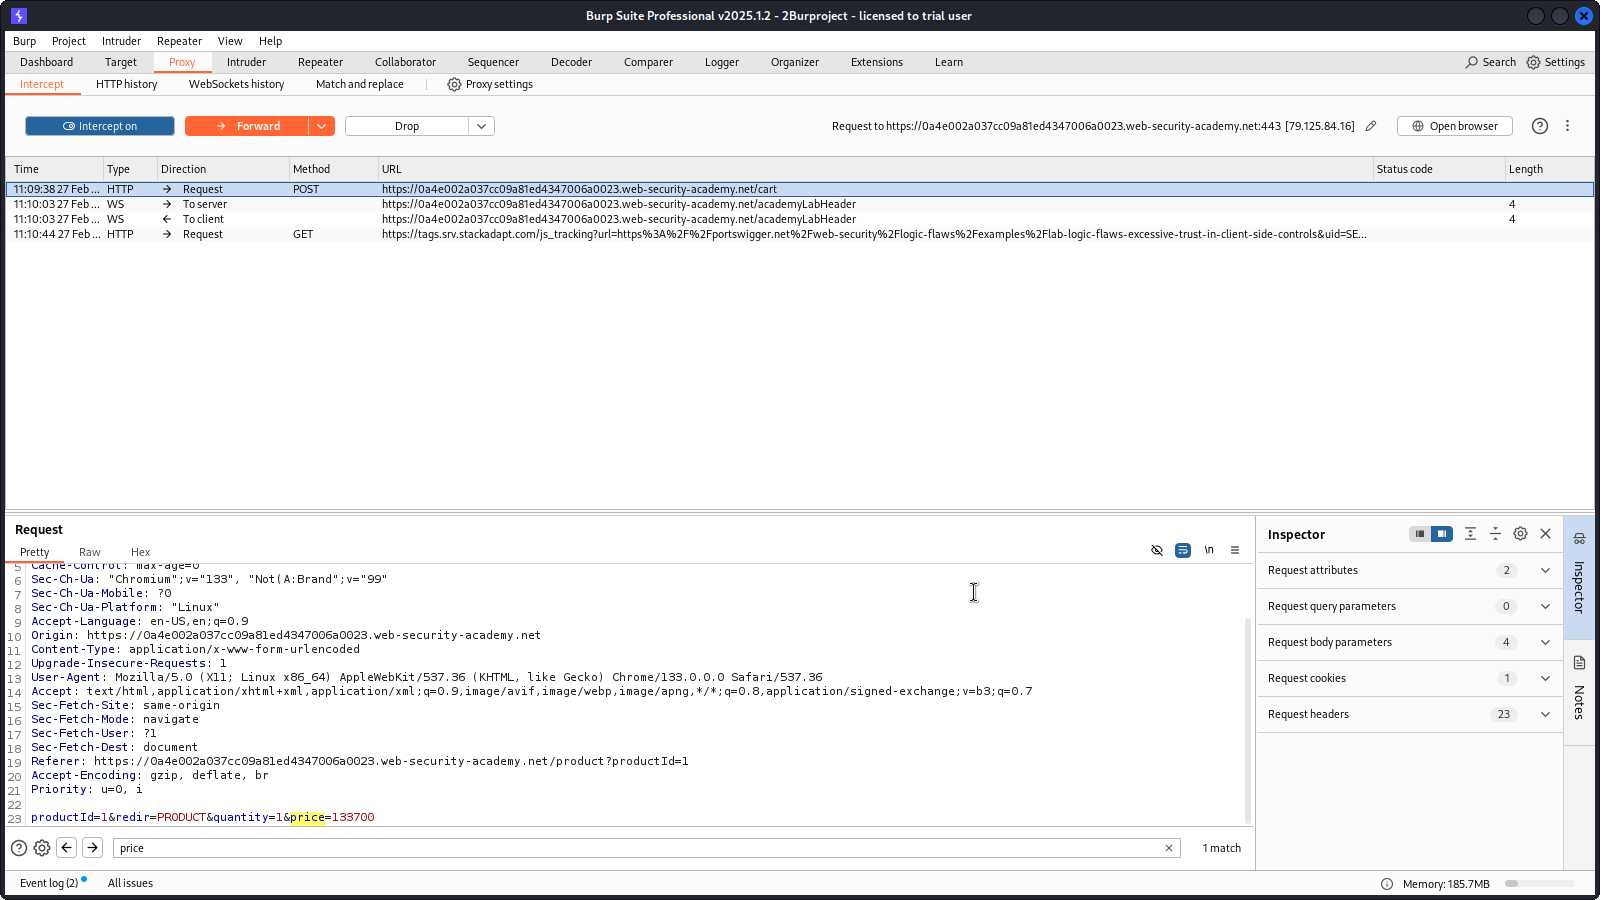 Burp Suite Professional v2025.1.2 - 2Burproject - licensed to trial user
Burp Project Intruder Repeater View Help
Dashboard Target Proxy Intruder Repeater Collaborator Sequencer Decoder Comparer Logger Organizer Extensions Learn Search Settings
Intercept HTTP history WebSockets history Match and replace Proxy settings
Intercept on Forward Drop Request to https://0a4e002a037cc09a81ed4347006a0023.web-security-academy.net:443 [79.125.84.16] Open browser
Time Type Direction Method URL Status code Length
11:09:38 27 Feb ... HTTP → Request POST https://0a4e002a037cc09a81ed4347006a0023.web-security-academy.net/cart
11:10:03 27 Feb ... WS → To server https://0a4e002a037cc09a81ed4347006a0023.web-security-academy.net/academyLabHeader 4
11:10:03 27 Feb ... WS ← To client https://0a4e002a037cc09a81ed4347006a0023.web-security-academy.net/academyLabHeader 4
11:10:44 27 Feb ... HTTP → Request GET https://tags.srv.stackadapt.com/js_tracking?url=https%3A%2F%2Fportswigger.net%2Fweb-security%2Flogic-flaws%2Fexamples%2Flab-logic-flaws-excessive-trust-in-client-side-controls&uid=SE...
Request
Pretty Raw Hex \n
5 Cache-Control: max-age=0
6 Sec-Ch-Ua: "Chromium";v="133", "Not(A:Brand";v="99"
7 Sec-Ch-Ua-Mobile: ?0
8 Sec-Ch-Ua-Platform: "Linux"
9 Accept-Language: en-US,en;q=0.9
10 Origin: https://0a4e002a037cc09a81ed4347006a0023.web-security-academy.net
11 Content-Type: application/x-www-form-urlencoded
12 Upgrade-Insecure-Requests: 1
13 User-Agent: Mozilla/5.0 (X11; Linux x86_64) AppleWebKit/537.36 (KHTML, like Gecko) Chrome/133.0.0.0 Safari/537.36
14 Accept: text/html,application/xhtml+xml,application/xml;q=0.9,image/avif,image/webp,image/apng,*/*;q=0.8,application/signed-exchange;v=b3;q=0.7
15 Sec-Fetch-Site: same-origin
16 Sec-Fetch-Mode: navigate
17 Sec-Fetch-User: ?1
18 Sec-Fetch-Dest: document
19 Referer: https://0a4e002a037cc09a81ed4347006a0023.web-security-academy.net/product?productId=1
20 Accept-Encoding: gzip, deflate, br
21 Priority: u=0, i
22
23 productId=1&redir=PRODUCT&quantity=1&price=133700
price 1 match
Inspector
Request attributes 2
Request query parameters 0
Request body parameters 4
Request cookies 1
Request headers 23
Inspector
Notes
Event log (2) All issues Memory: 185.7MB